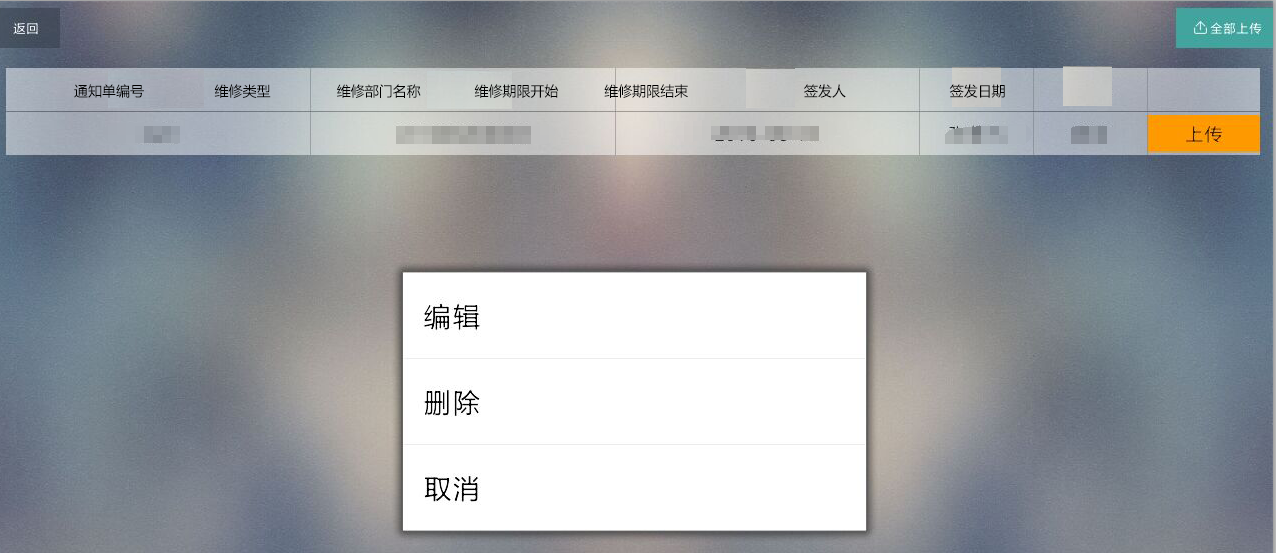 返回
全部上传
通知单编号 维修类型 维修部门名称 维修期限开始 维修期限结束 签发人 签发日期
上传
编辑
删除
取消